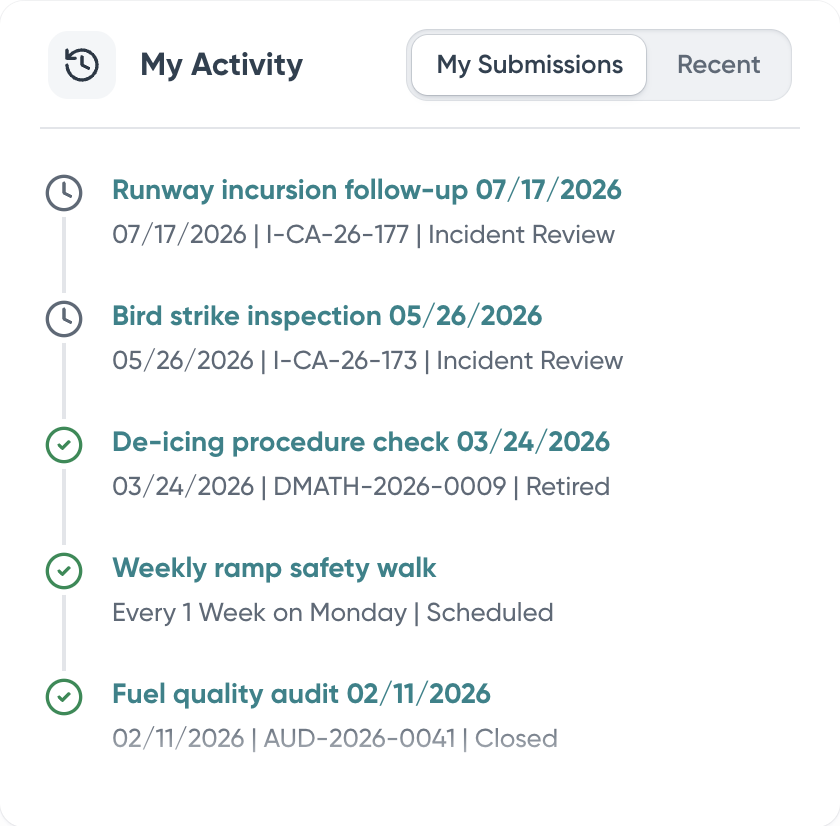 My Activity
My Submissions
Recent
Runway incursion follow-up 07/17/2026
07/17/2026 | I-CA-26-177 | Incident Review
Bird strike inspection 05/26/2026
05/26/2026 | I-CA-26-173 | Incident Review
De-icing procedure check 03/24/2026
03/24/2026 | DMATH-2026-0009 | Retired
Weekly ramp safety walk
Every 1 Week on Monday | Scheduled
Fuel quality audit 02/11/2026
02/11/2026 | AUD-2026-0041 | Closed